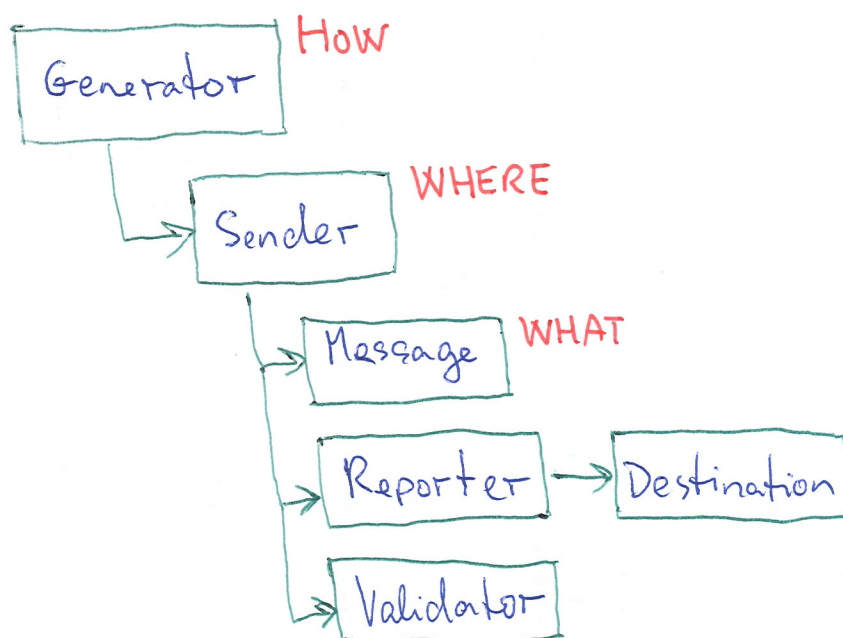 HOW
Generator
WHERE
Sender
Message
WHAT
Reporter
Destination
Validator